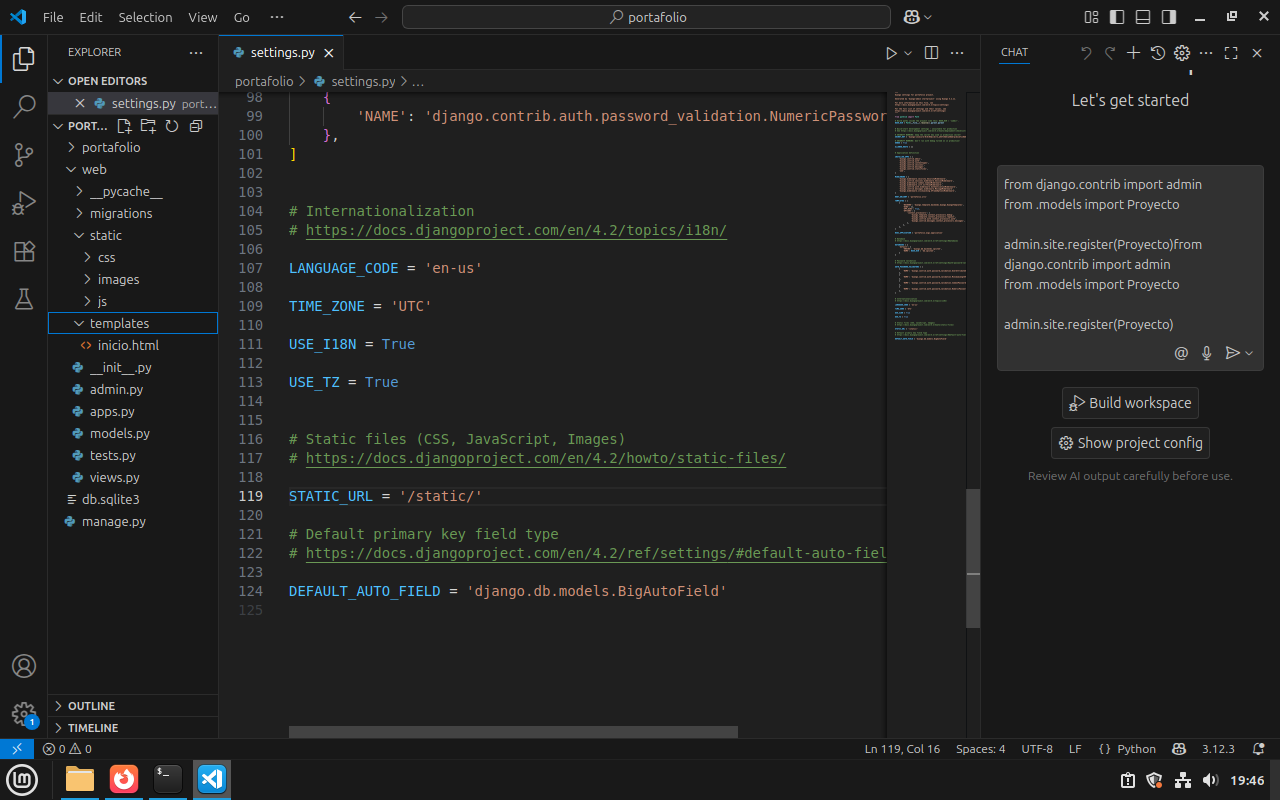 File Edit Selection View Go ···
portafolio
EXPLORER
OPEN EDITORS
settings.py port...
PORT...
portafolio
web
__pycache__
migrations
static
css
images
js
templates
inicio.html
__init__.py
admin.py
apps.py
models.py
tests.py
views.py
db.sqlite3
manage.py
OUTLINE
TIMELINE
settings.py
portafolio > settings.py > ...
98 {
99 'NAME': 'django.contrib.auth.password_validation.NumericPasswor
100 },
101 ]
102
103
104 # Internationalization
105 # https://docs.djangoproject.com/en/4.2/topics/i18n/
106
107 LANGUAGE_CODE = 'en-us'
108
109 TIME_ZONE = 'UTC'
110
111 USE_I18N = True
112
113 USE_TZ = True
114
115
116 # Static files (CSS, JavaScript, Images)
117 # https://docs.djangoproject.com/en/4.2/howto/static-files/
118
119 STATIC_URL = '/static/'
120
121 # Default primary key field type
122 # https://docs.djangoproject.com/en/4.2/ref/settings/#default-auto-fiel
123
124 DEFAULT_AUTO_FIELD = 'django.db.models.BigAutoField'
125
CHAT
Let's get started
from django.contrib import admin
from .models import Proyecto
admin.site.register(Proyecto)from
django.contrib import admin
from .models import Proyecto
admin.site.register(Proyecto)
Build workspace
Show project config
Review AI output carefully before use.
1
0 0
Ln 119, Col 16 Spaces: 4 UTF-8 LF {} Python 3.12.3
19:46